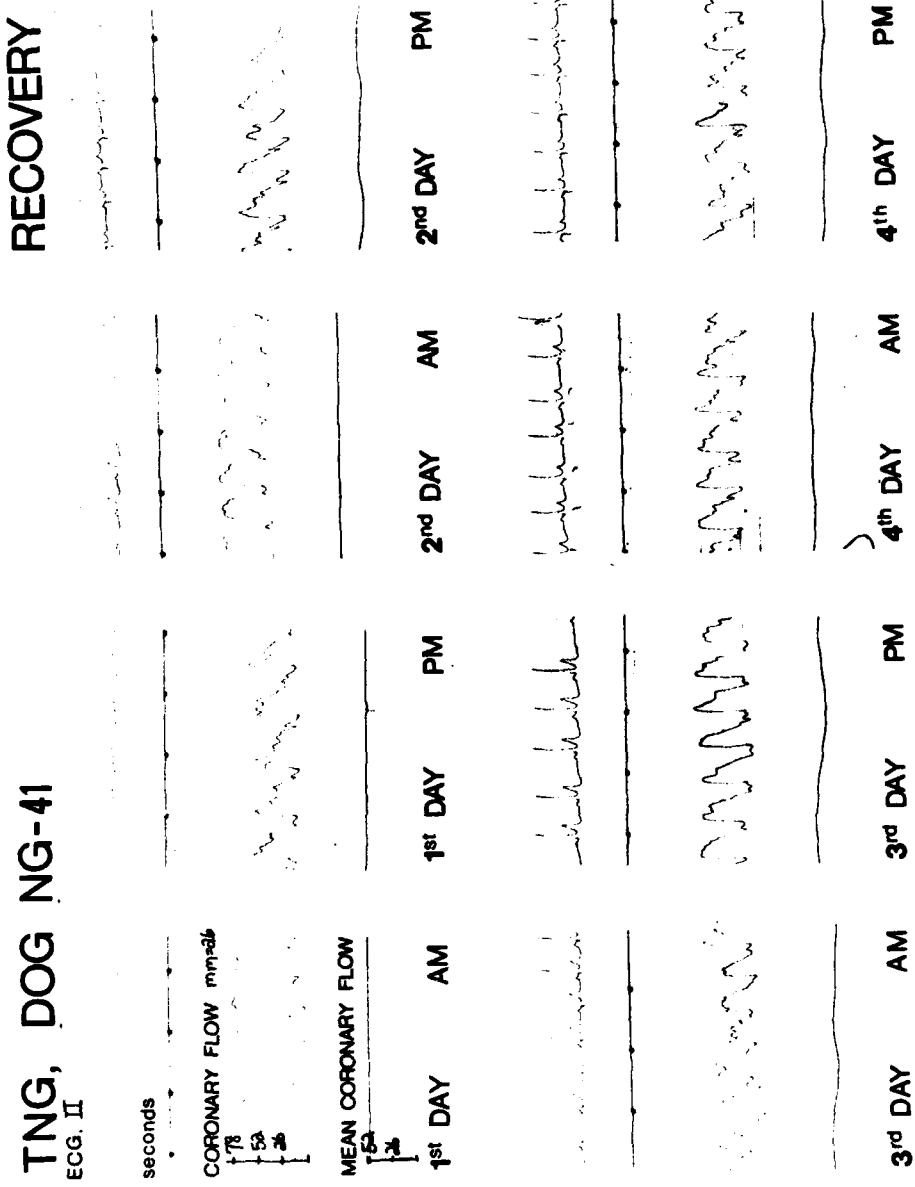 TNG, DOG NG-41 RECOVERY
ECG. II
seconds
CORONARY FLOW mm=26
78
52
26
MEAN CORONARY FLOW
52
26
1st DAY AM 1st DAY PM 2nd DAY AM 2nd DAY PM
3rd DAY AM 3rd DAY PM 4th DAY AM 4th DAY PM